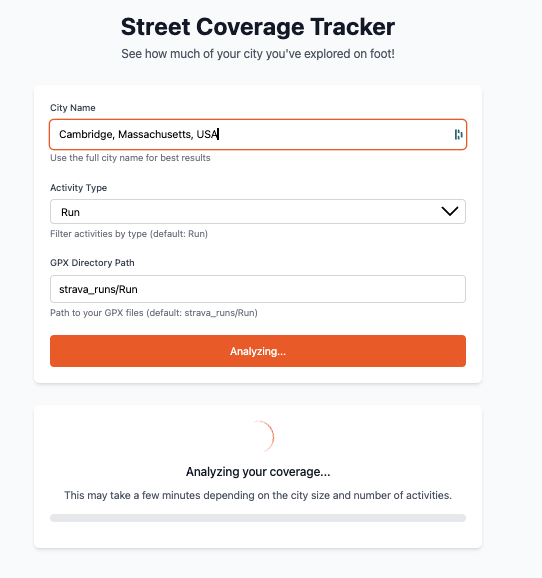 Street Coverage Tracker
See how much of your city you've explored on foot!
City Name
Cambridge, Massachusetts, USA
Use the full city name for best results
Activity Type
Run
Filter activities by type (default: Run)
GPX Directory Path
strava_runs/Run
Path to your GPX files (default: strava_runs/Run)
Analyzing...
Analyzing your coverage...
This may take a few minutes depending on the city size and number of activities.